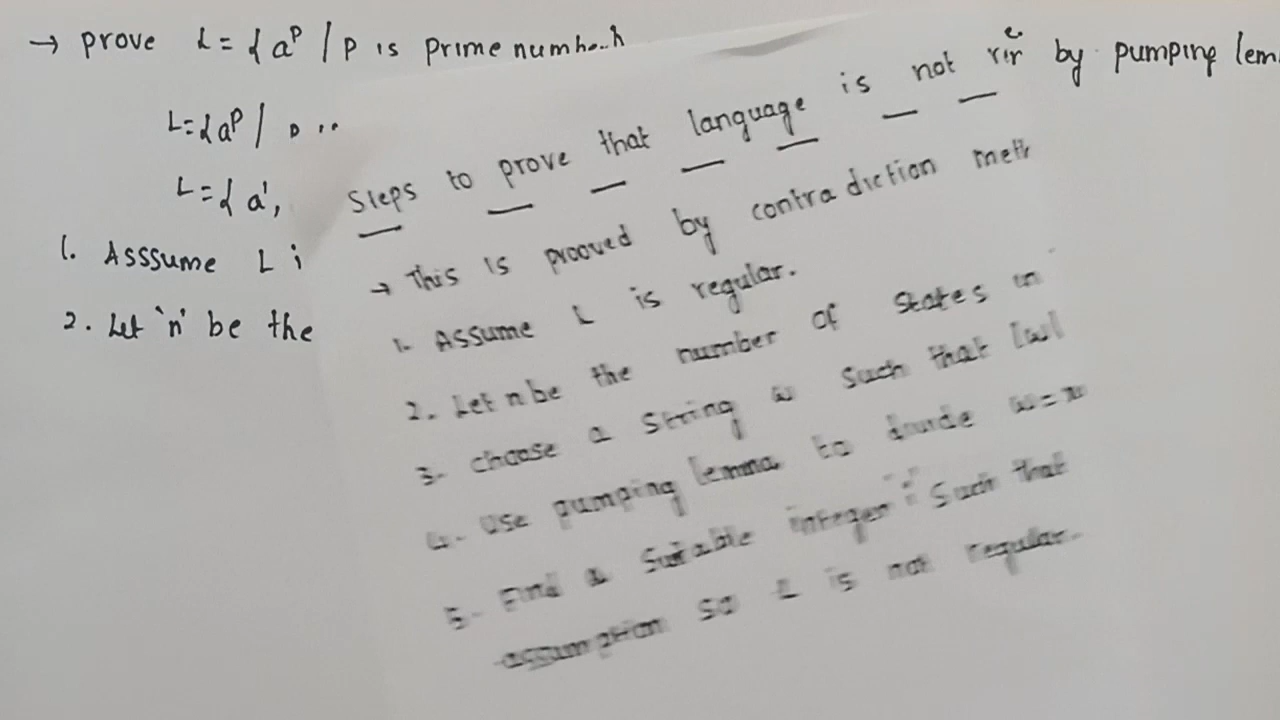 → prove L = { a^p / p is prime number} is not by pumping lem
L={a^p /
L={ a^1,
1. Asssume L i
2. Let 'n' be the
Steps to prove that language is not
→ This is prooved by contradiction
1. Assume L is regular.
2. Let n be the number of states in
3. choose a string w such that |w|
4. Use pumping lemma to divide w =
5. Find a suitable integer i such that
assumption so L is not regular.